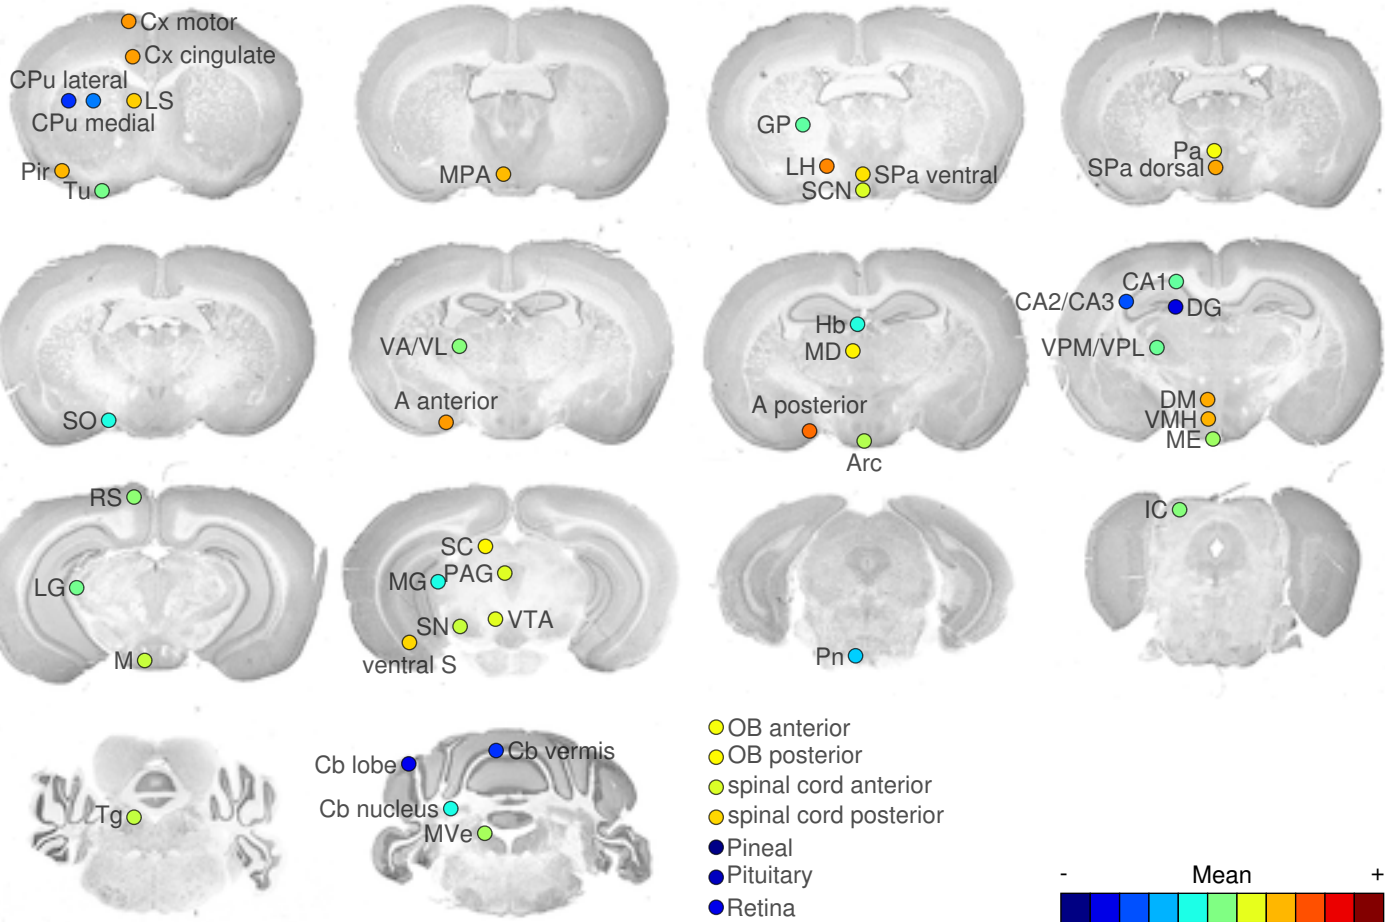 Cx motor
Cx cingulate
CPu lateral
LS
CPu medial
Pir
Tu
MPA
GP
LH
SPa ventral
SCN
Pa
SPa dorsal
SO
VA/VL
A anterior
Hb
MD
A posterior
Arc
CA1
CA2/CA3
DG
VPM/VPL
DM
VMH
ME
RS
LG
M
SC
PAG
MG
SN
VTA
ventral S
Pn
IC
Tg
Cb lobe
Cb vermis
Cb nucleus
MVe
OB anterior
OB posterior
spinal cord anterior
spinal cord posterior
Pineal
Pituitary
Retina
- Mean +